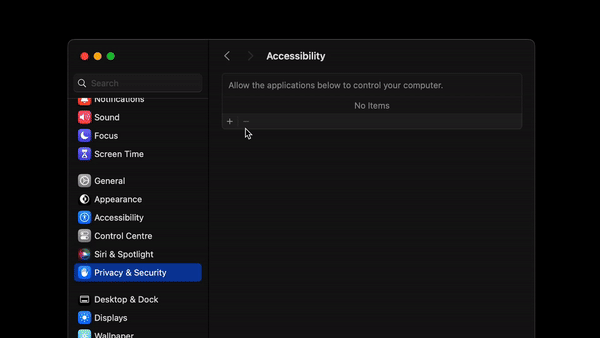 Accessibility
Search
Allow the applications below to control your computer.
No Items
Notifications
Sound
Focus
Screen Time
General
Appearance
Accessibility
Control Centre
Siri & Spotlight
Privacy & Security
Desktop & Dock
Displays
Wallpaper